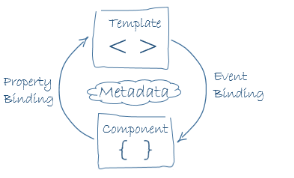 Template
< >
Property
Binding
Event
Binding
Metadata
Component
{ }